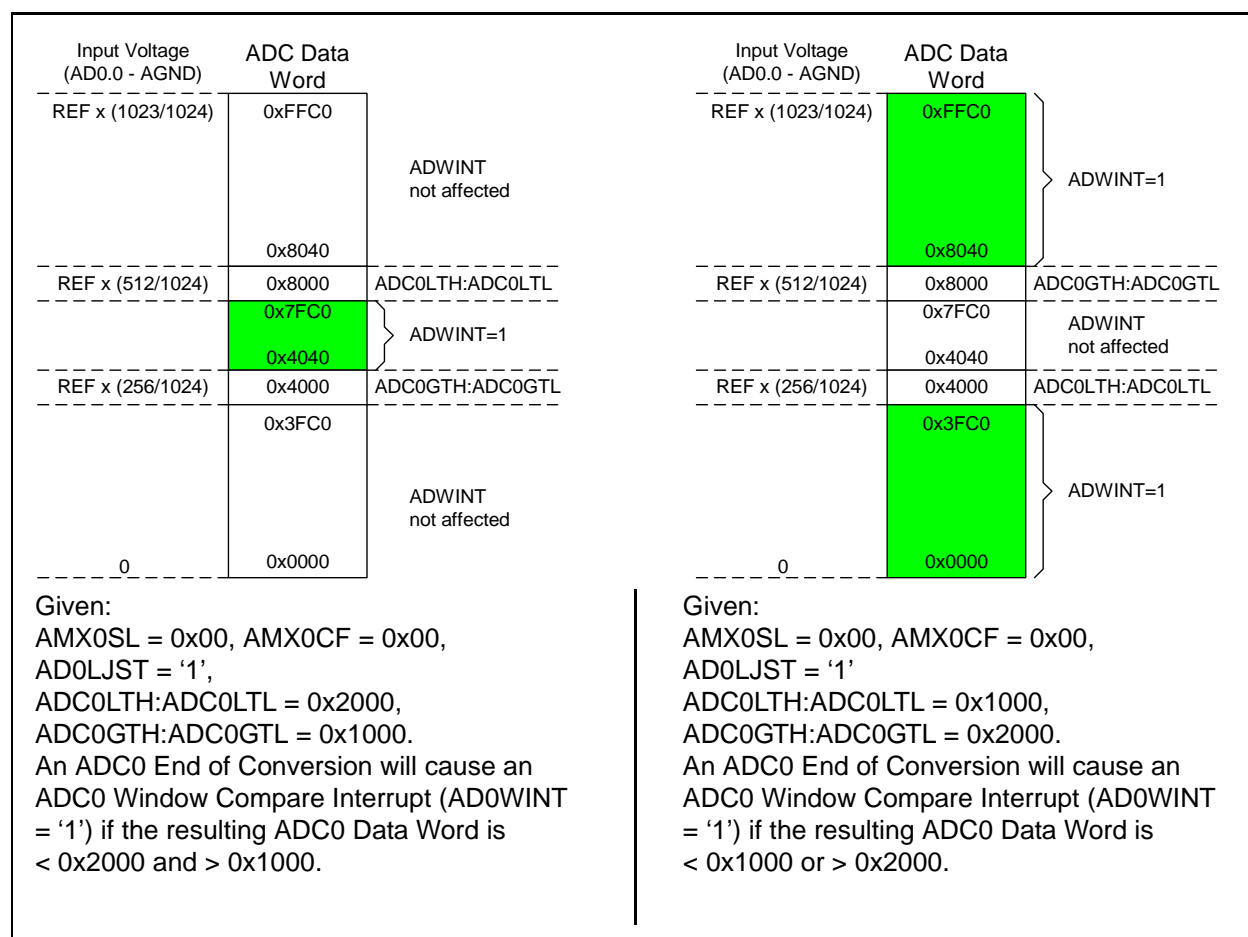 Input Voltage
(AD0.0 - AGND)
ADC Data
Word
REF x (1023/1024)
0xFFC0
ADWINT
not affected
0x8040
REF x (512/1024)
0x8000
ADC0LTH:ADC0LTL
0x7FC0
ADWINT=1
0x4040
REF x (256/1024)
0x4000
ADC0GTH:ADC0GTL
0x3FC0
ADWINT
not affected
0
0x0000
Given:
AMX0SL = 0x00, AMX0CF = 0x00,
AD0LJST = ‘1’,
ADC0LTH:ADC0LTL = 0x2000,
ADC0GTH:ADC0GTL = 0x1000.
An ADC0 End of Conversion will cause an
ADC0 Window Compare Interrupt (AD0WINT
= ‘1’) if the resulting ADC0 Data Word is
< 0x2000 and > 0x1000.
Input Voltage
(AD0.0 - AGND)
ADC Data
Word
REF x (1023/1024)
0xFFC0
ADWINT=1
0x8040
REF x (512/1024)
0x8000
ADC0GTH:ADC0GTL
0x7FC0
ADWINT
not affected
0x4040
REF x (256/1024)
0x4000
ADC0LTH:ADC0LTL
0x3FC0
ADWINT=1
0
0x0000
Given:
AMX0SL = 0x00, AMX0CF = 0x00,
AD0LJST = ‘1’
ADC0LTH:ADC0LTL = 0x1000,
ADC0GTH:ADC0GTL = 0x2000.
An ADC0 End of Conversion will cause an
ADC0 Window Compare Interrupt (AD0WINT
= ‘1’) if the resulting ADC0 Data Word is
< 0x1000 or > 0x2000.